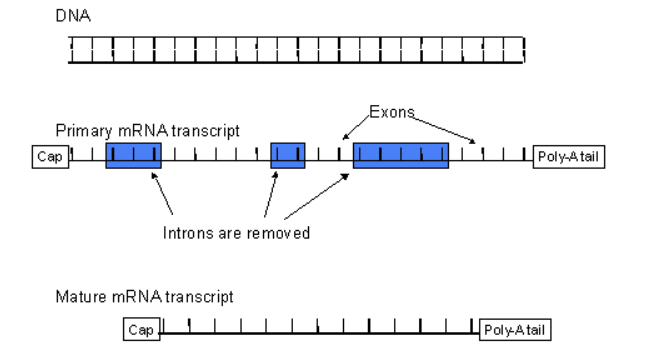 DNA
Exons
Primary mRNA transcript
Cap
Poly-A tail
Introns are removed
Mature mRNA transcript
Cap
Poly-A tail